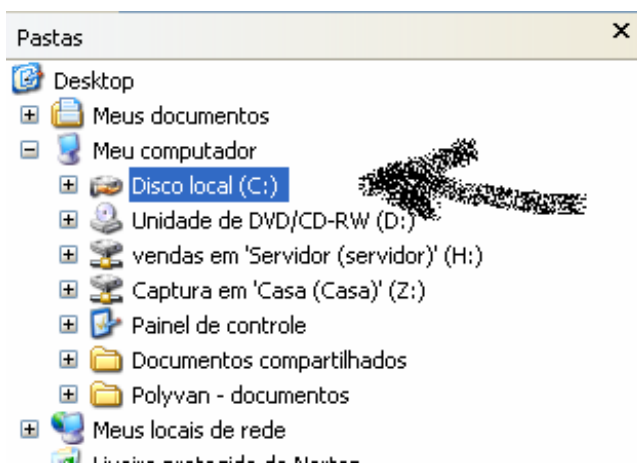 Pastas
Desktop
Meus documentos
Meu computador
Disco local (C:)
Unidade de DVD/CD-RW (D:)
vendas em 'Servidor (servidor)' (H:)
Captura em 'Casa (Casa)' (Z:)
Painel de controle
Documentos compartilhados
Polyvan - documentos
Meus locais de rede